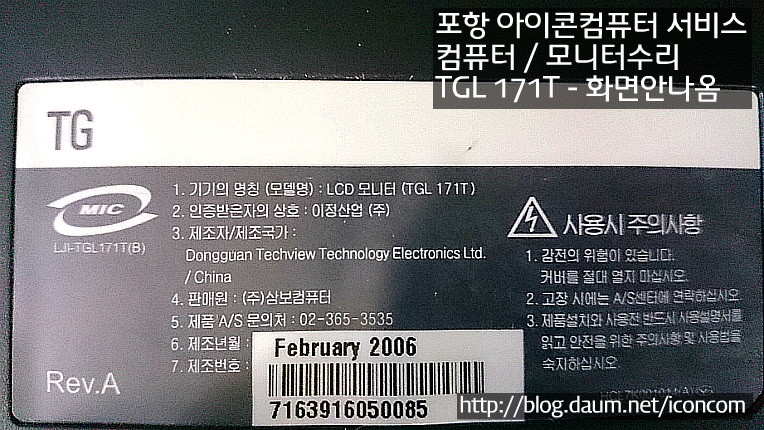 포항 아이콘컴퓨터 서비스
컴퓨터 / 모니터수리
TGL 171T - 화면안나옴
TG
MIC
LJI-TGL171T(B)
1. 기기의 명칭 (모델명) : LCD 모니터 (TGL 171T)
2. 인증받은자의 상호 : 이정산업 (주)
3. 제조자/제조국가 :
Dongguan Techview Technology Electronics Ltd.
/ China
4. 판매원 : (주)삼보컴퓨터
5. 제품 A/S 문의처 : 02-365-3535
6. 제조년월 :
7. 제조번호 :
February 2006
7163916050085
Rev.A
사용시 주의사항
1. 감전의 위험이 있습니다.
커버를 절대 열지 마십시오.
2. 고장 시에는 A/S센터에 연락하십시오
3. 제품설치와 사용전 반드시 사용설명서를
읽고 안전을 위한 주의사항 및 사용법을
숙지하십시오.
http://blog.daum.net/iconcom